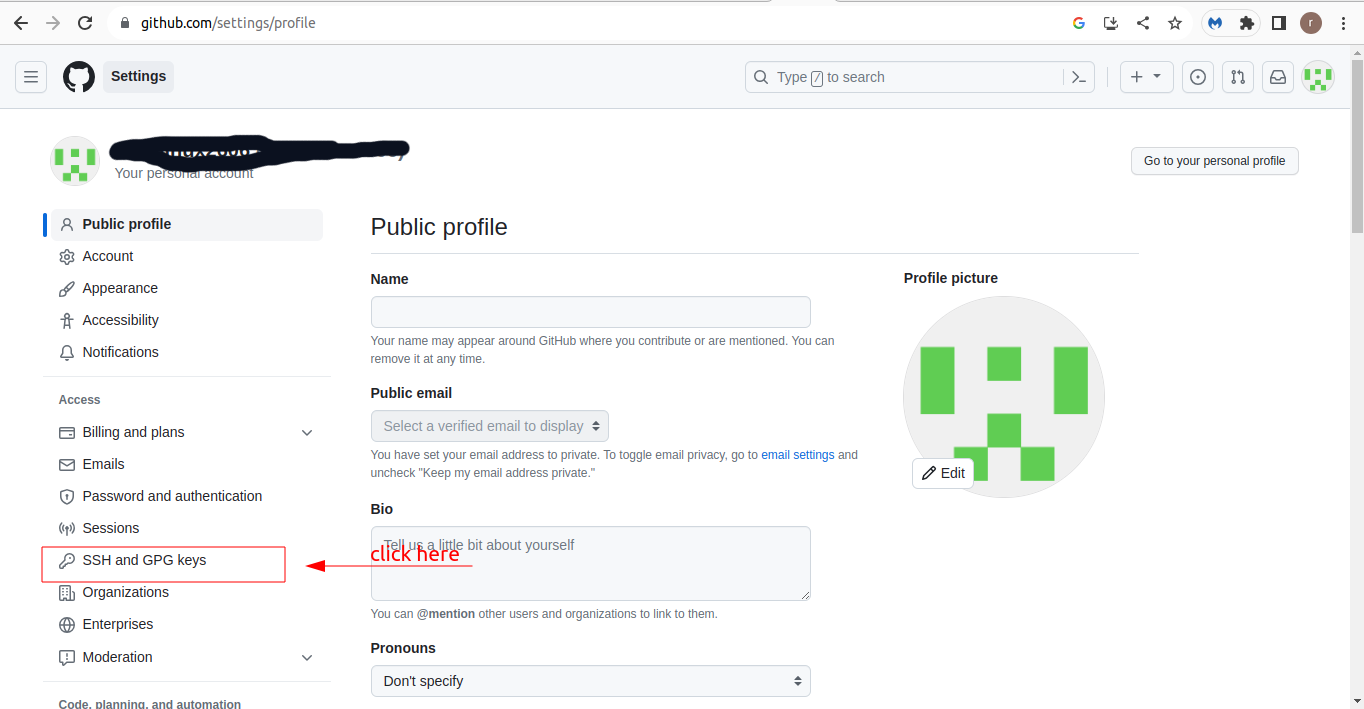 github.com/settings/profile
r
Settings
Type / to search
Your personal account
Go to your personal profile
Public profile
Account
Appearance
Accessibility
Notifications
Access
Billing and plans
Emails
Password and authentication
Sessions
SSH and GPG keys
Organizations
Enterprises
Moderation
Code, planning, and automation
Public profile
Name
Your name may appear around GitHub where you contribute or are mentioned. You can
remove it at any time.
Public email
Select a verified email to display
You have set your email address to private. To toggle email privacy, go to email settings and
uncheck "Keep my email address private."
Bio
Tell us a little bit about yourself
click here
You can @mention other users and organizations to link to them.
Pronouns
Don't specify
Profile picture
Edit